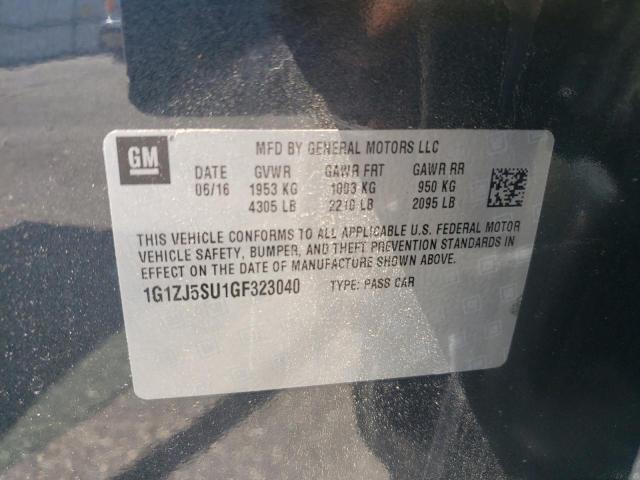 GM
MFD BY GENERAL MOTORS LLC
DATE GVWR GAWR FRT GAWR RR
06/16 1953 KG 1003 KG 950 KG
4305 LB 2210 LB 2095 LB
THIS VEHICLE CONFORMS TO ALL APPLICABLE U.S. FEDERAL MOTOR
VEHICLE SAFETY, BUMPER, AND THEFT PREVENTION STANDARDS IN
EFFECT ON THE DATE OF MANUFACTURE SHOWN ABOVE.
1G1ZJ5SU1GF323040 TYPE: PASS CAR